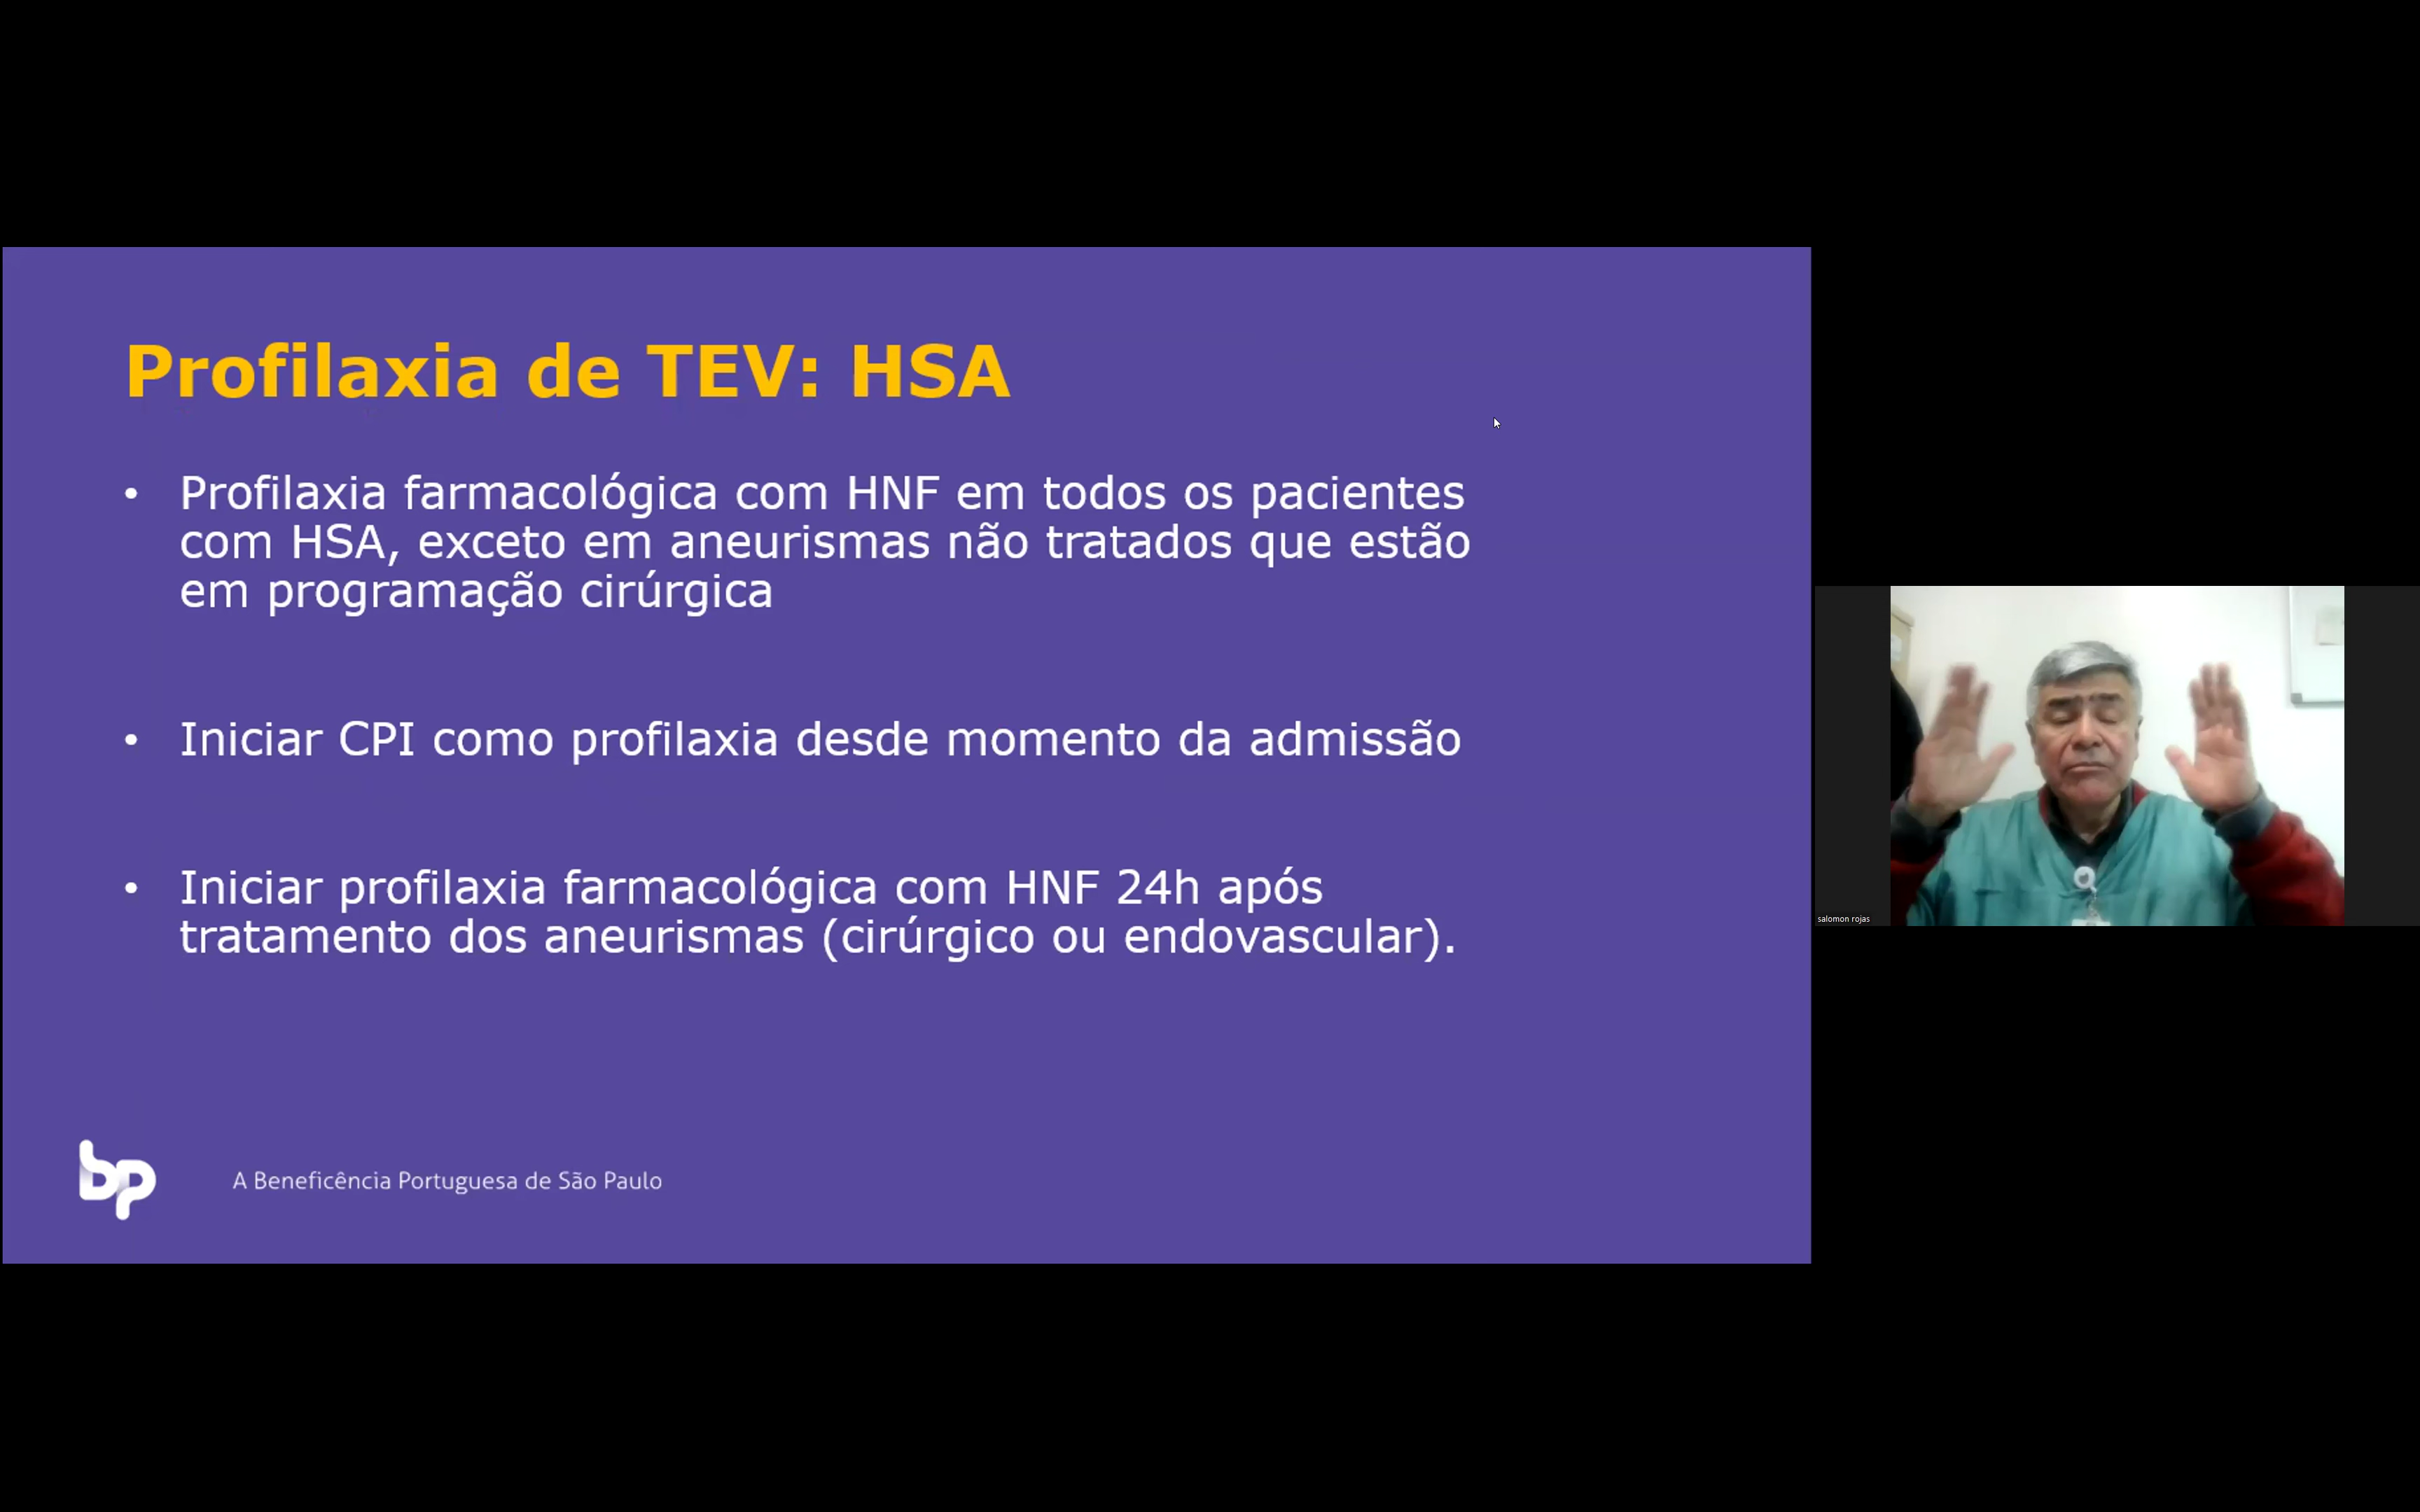 Profilaxia de TEV: HSA
• Profilaxia farmacológica com HNF em todos os pacientes
com HSA, exceto em aneurismas não tratados que estão
em programação cirúrgica
• Iniciar CPI como profilaxia desde momento da admissão
• Iniciar profilaxia farmacológica com HNF 24h após
tratamento dos aneurismas (cirúrgico ou endovascular).
bp
A Beneficência Portuguesa de São Paulo
salomon rojas